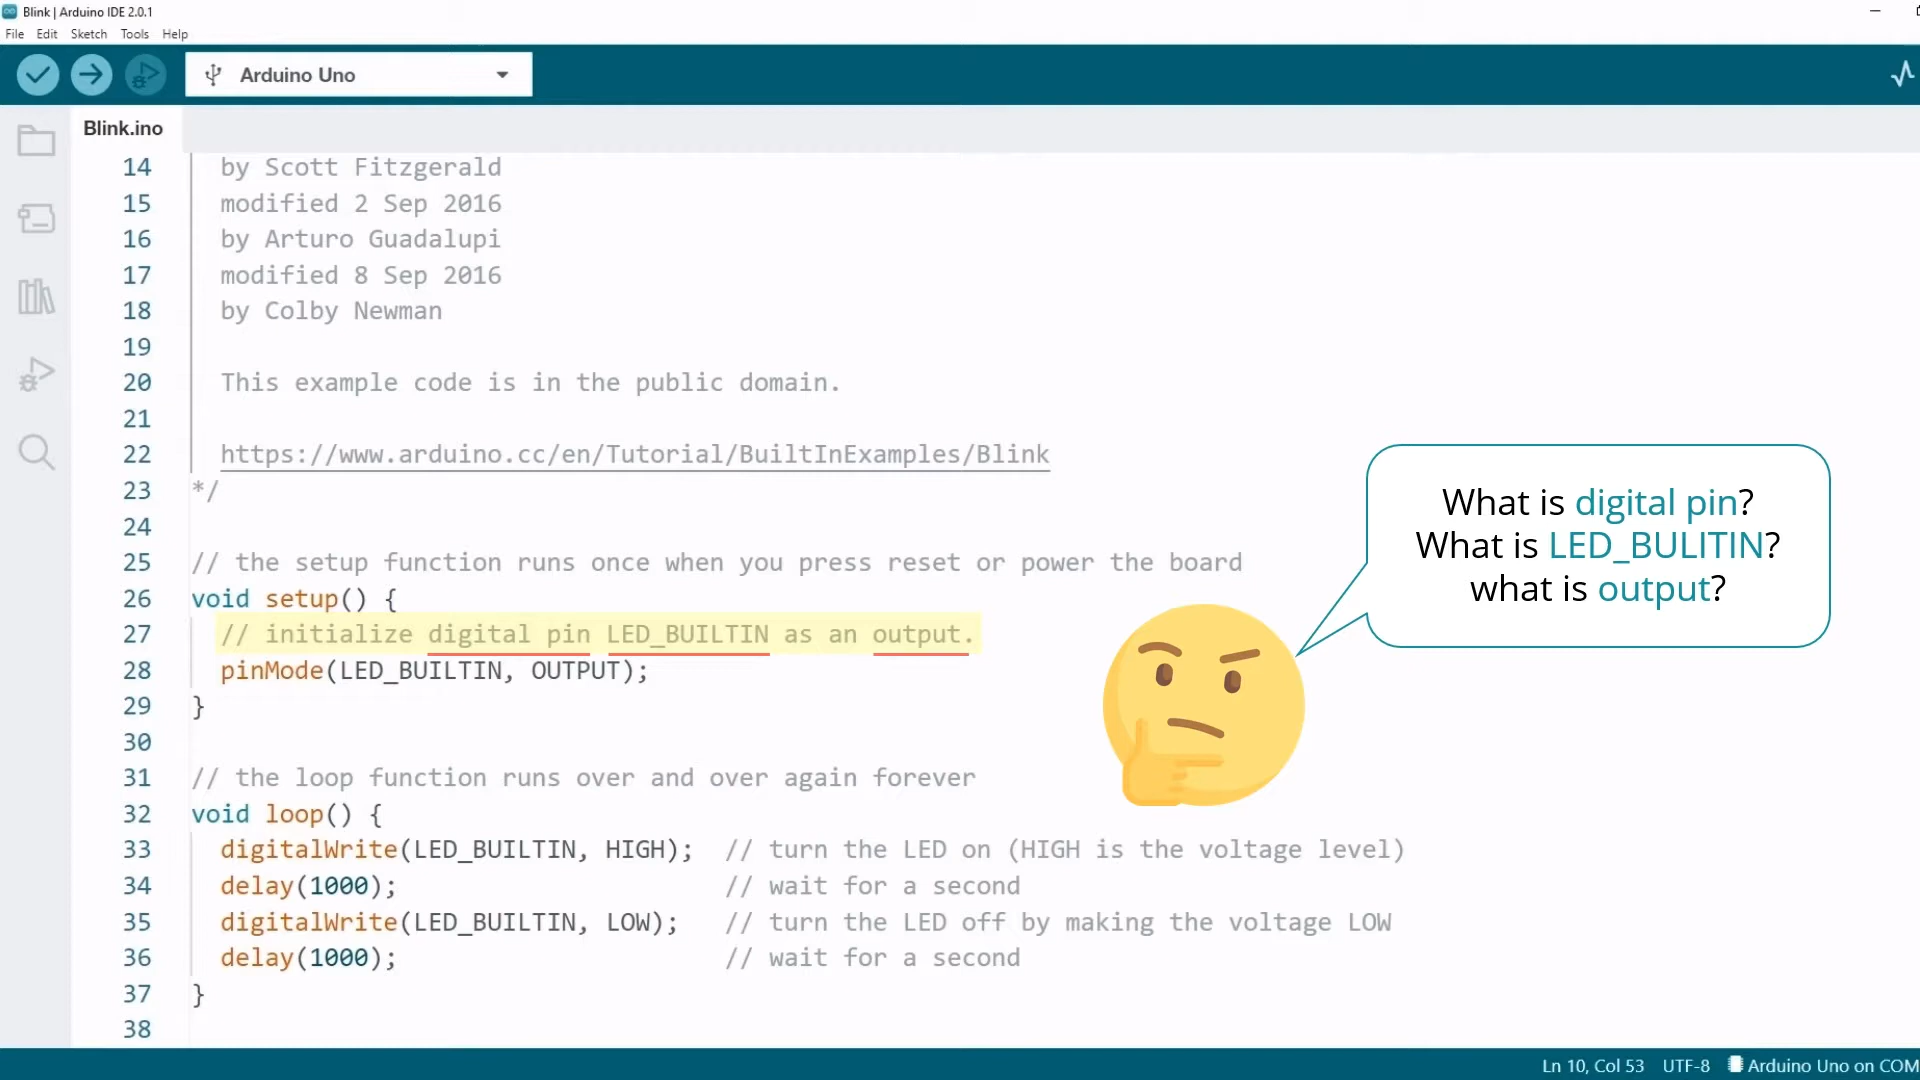 Blink | Arduino IDE 2.0.1
File Edit Sketch Tools Help
Arduino Uno
Blink.ino
14 by Scott Fitzgerald
15 modified 2 Sep 2016
16 by Arturo Guadalupi
17 modified 8 Sep 2016
18 by Colby Newman
19
20 This example code is in the public domain.
21
22 https://www.arduino.cc/en/Tutorial/BuiltInExamples/Blink
23 */
24
25 // the setup function runs once when you press reset or power the board
26 void setup() {
27 // initialize digital pin LED_BUILTIN as an output.
28 pinMode(LED_BUILTIN, OUTPUT);
29 }
30
31 // the loop function runs over and over again forever
32 void loop() {
33 digitalWrite(LED_BUILTIN, HIGH); // turn the LED on (HIGH is the voltage level)
34 delay(1000); // wait for a second
35 digitalWrite(LED_BUILTIN, LOW); // turn the LED off by making the voltage LOW
36 delay(1000); // wait for a second
37 }
38
What is digital pin?
What is LED_BULITIN?
what is output?
Ln 10, Col 53 UTF-8 Arduino Uno on COM